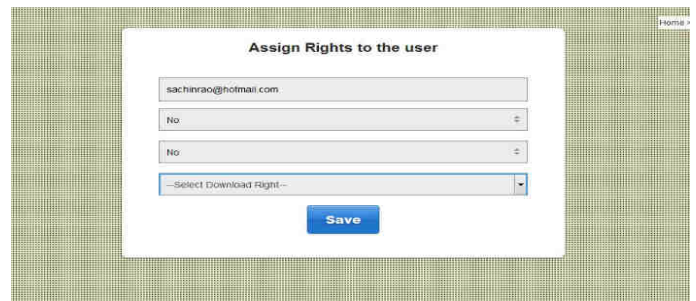 Home >
Assign Rights to the user
sachinrao@hotmail.com
No
No
--Select Download Right--
Save